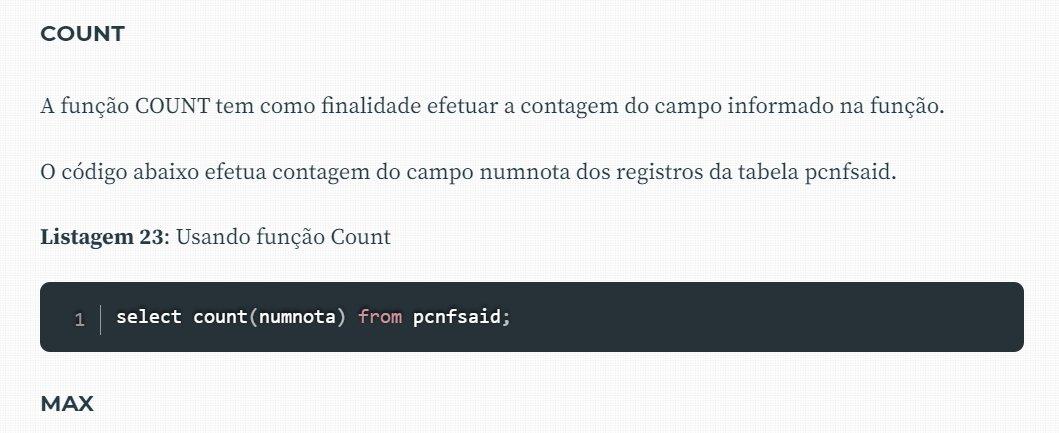 COUNT
A função COUNT tem como finalidade efetuar a contagem do campo informado na função.
O código abaixo efetua contagem do campo numnota dos registros da tabela pcnfsaid.
Listagem 23: Usando função Count
1 select count(numnota) from pcnfsaid;
MAX